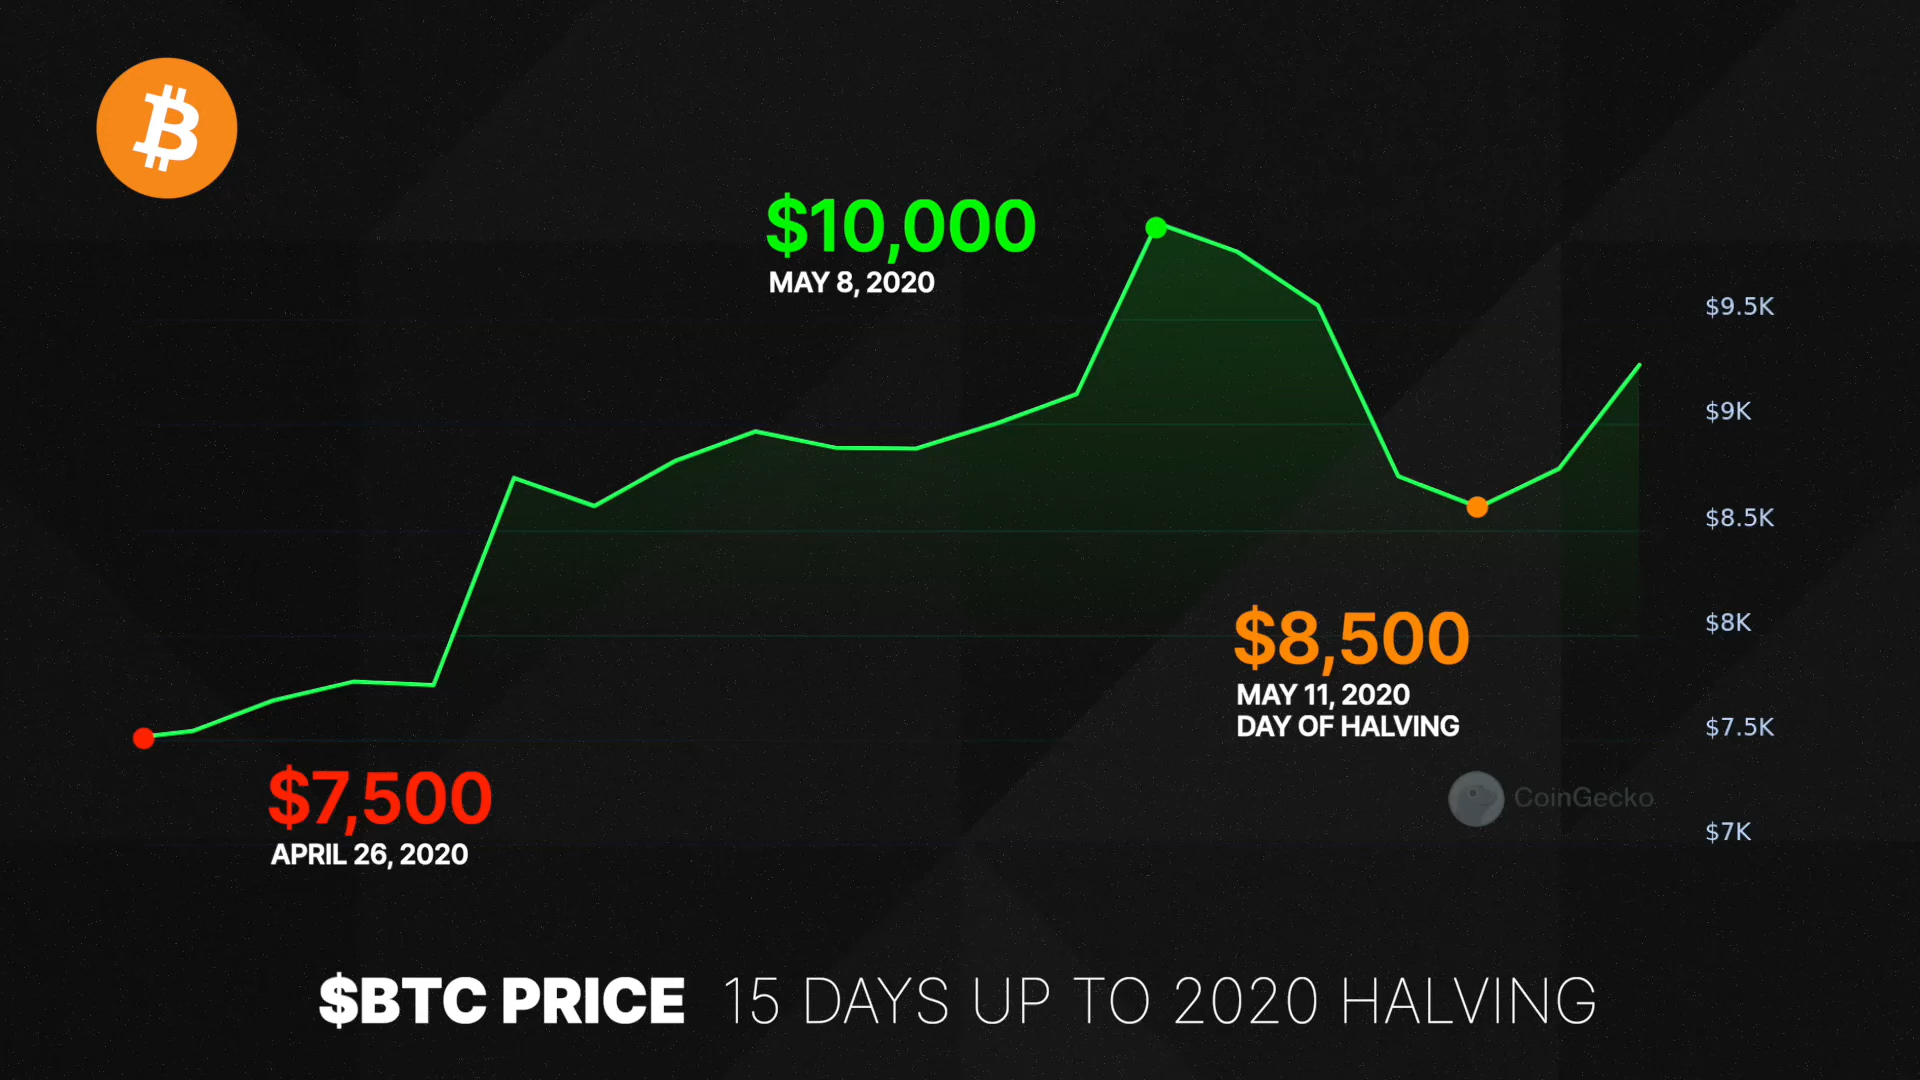 $10,000
MAY 8, 2020
$9.5K
$9K
$8.5K
$8K
$8,500
MAY 11, 2020
DAY OF HALVING
$7.5K
$7,500
APRIL 26, 2020
CoinGecko
$7K
$BTC PRICE 15 DAYS UP TO 2020 HALVING